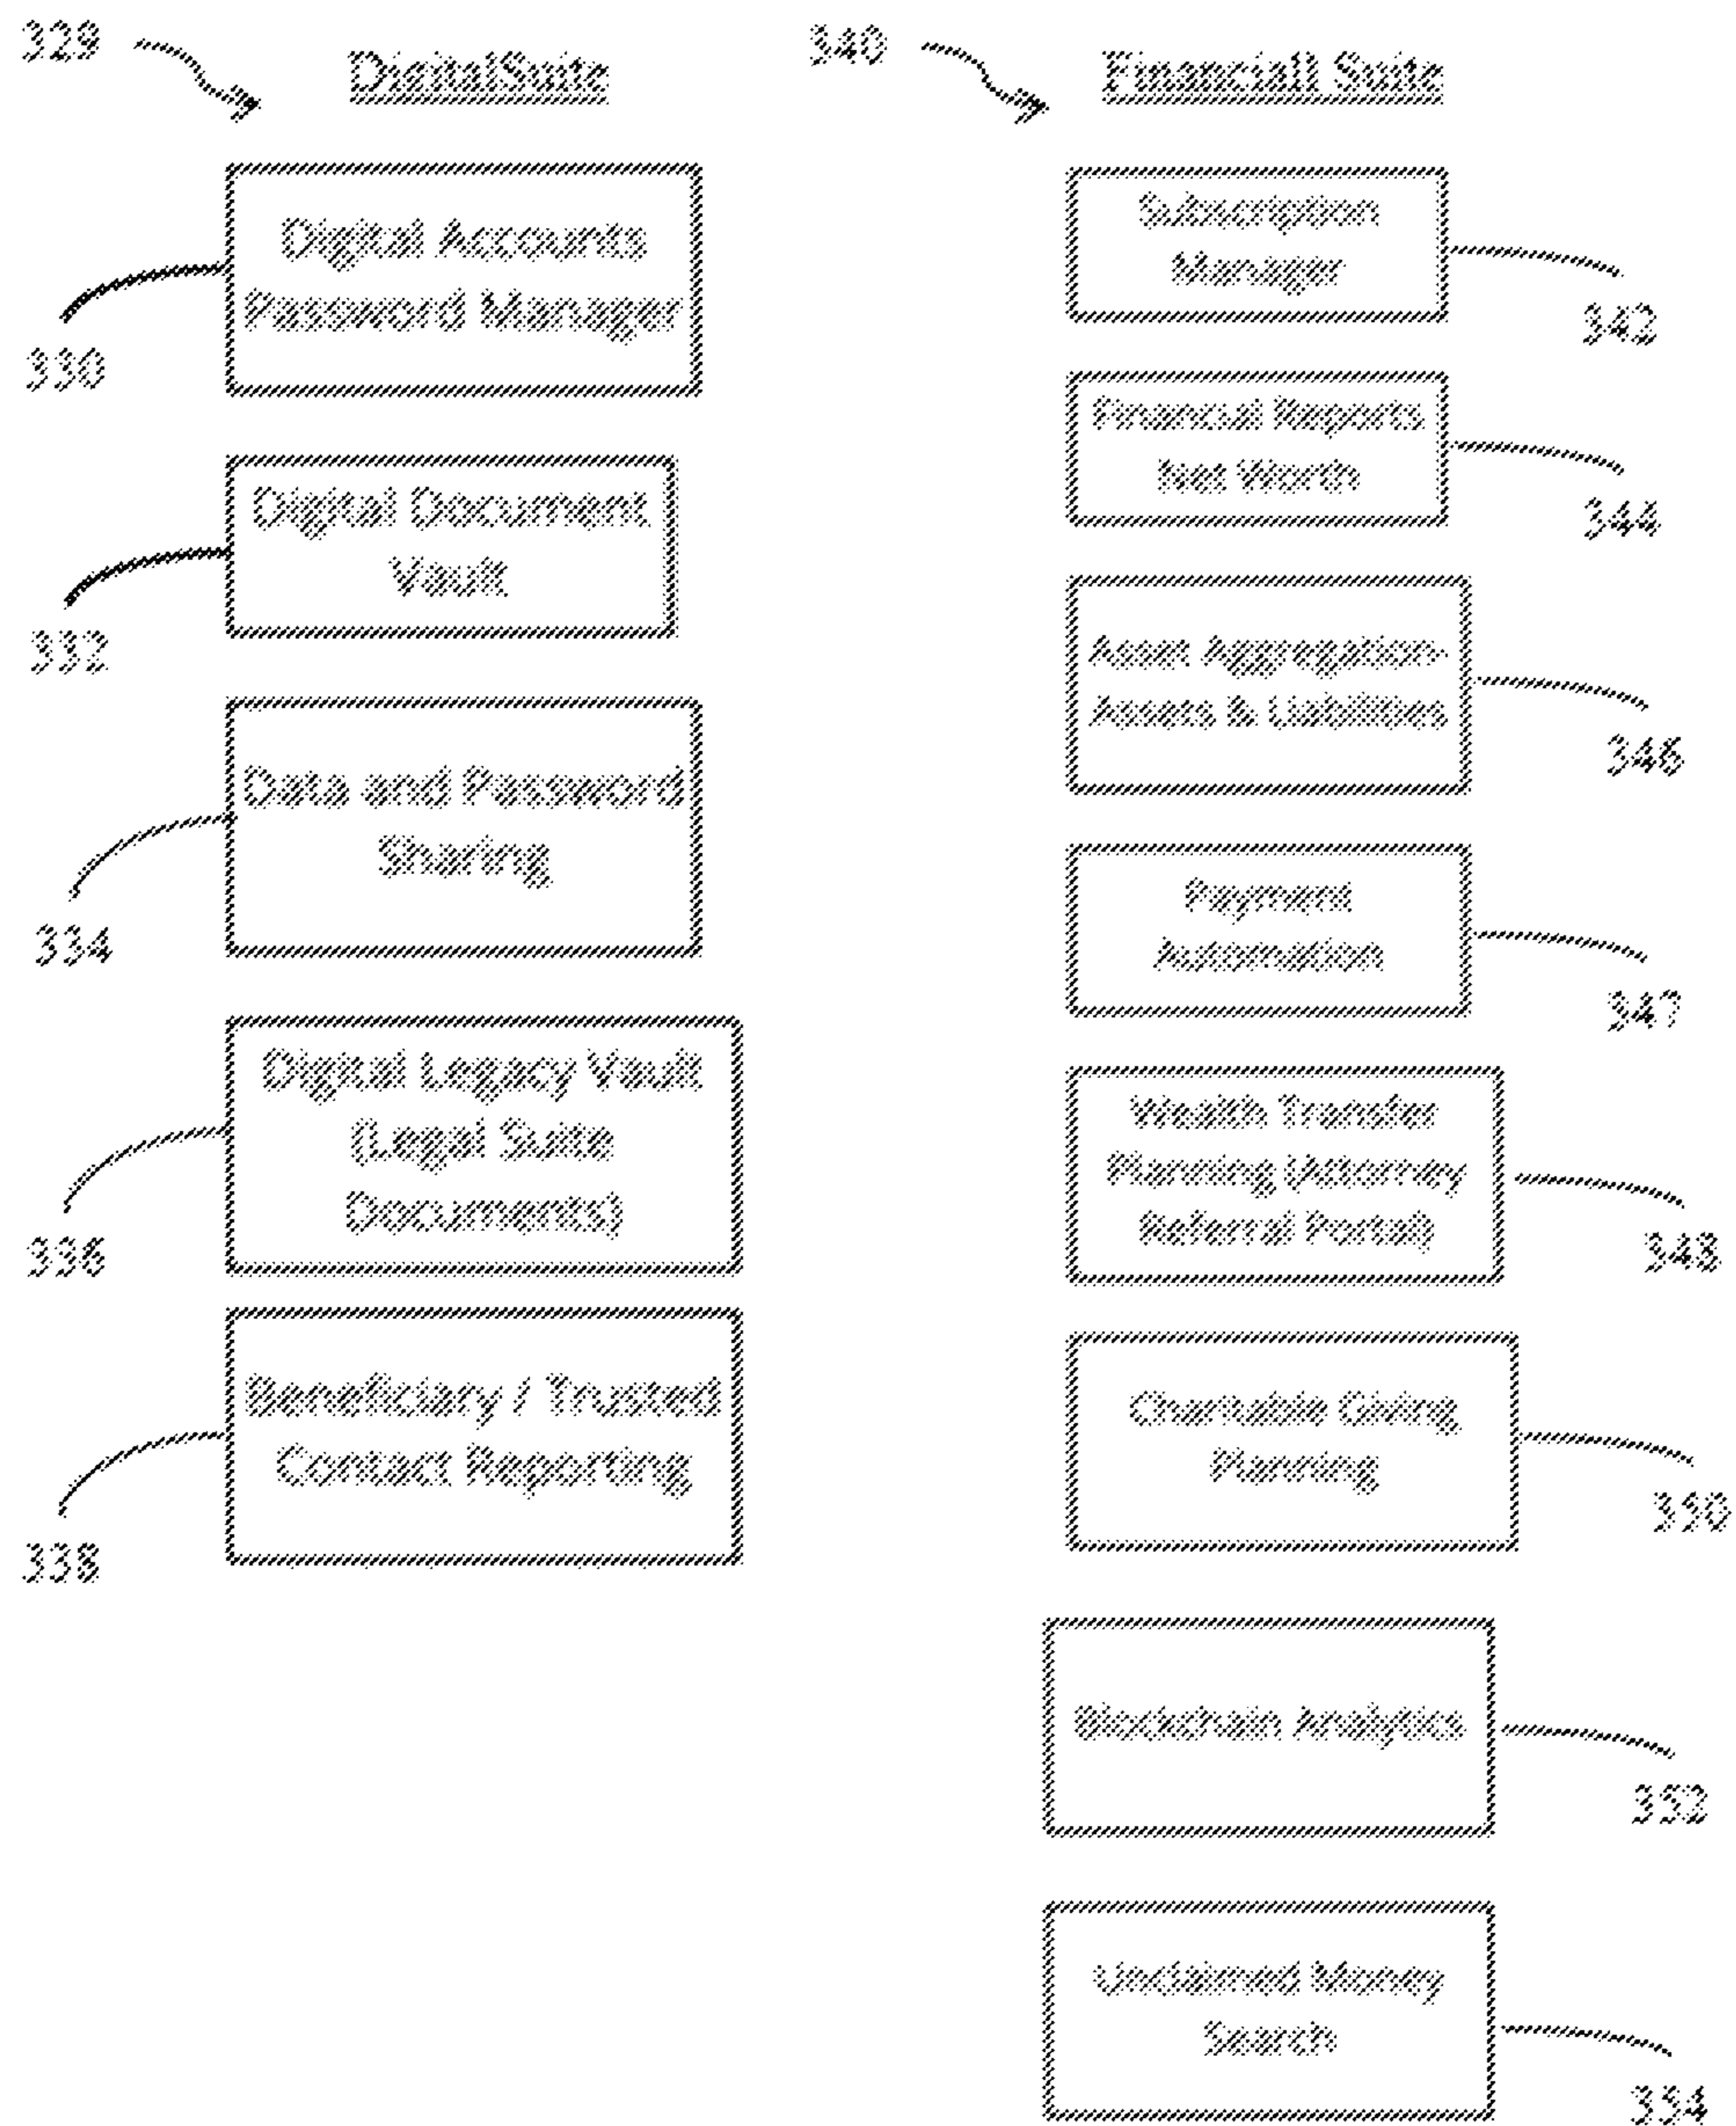 329
DigitalSuite
Digital Accounts
Password Manager
330
Digital Document
Vault
332
Data and Password
Sharing
334
Digital Legacy Vault
(Legal Suite
Documents)
336
Beneficiary / Trusted
Contact Reporting
338
340
Financiall Suite
Subscription
Manager
342
Financial Reports
Net Worth
344
Asset Aggregation-
Assets & Liabilities
346
Payment
Automation
347
Wealth Transfer
Planning (Attorney
Referral Portal)
348
Charitable Giving
Planning
350
Blockchain Analytics
352
Unclaimed Money
Search
354